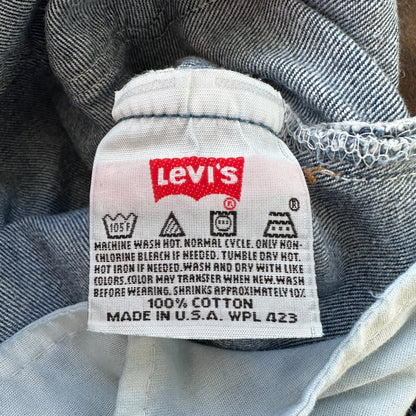 LEVI'S
®
105F
®
MACHINE WASH HOT. NORMAL CYCLE. ONLY NON-
CHLORINE BLEACH IF NEEDED. TUMBLE DRY HOT.
HOT IRON IF NEEDED. WASH AND DRY WITH LIKE
COLORS. COLOR MAY TRANSFER WHEN NEW. WASH
BEFORE WEARING. SHRINKS APPROXIMATELY 10%
100% COTTON
MADE IN U.S.A. WPL 423